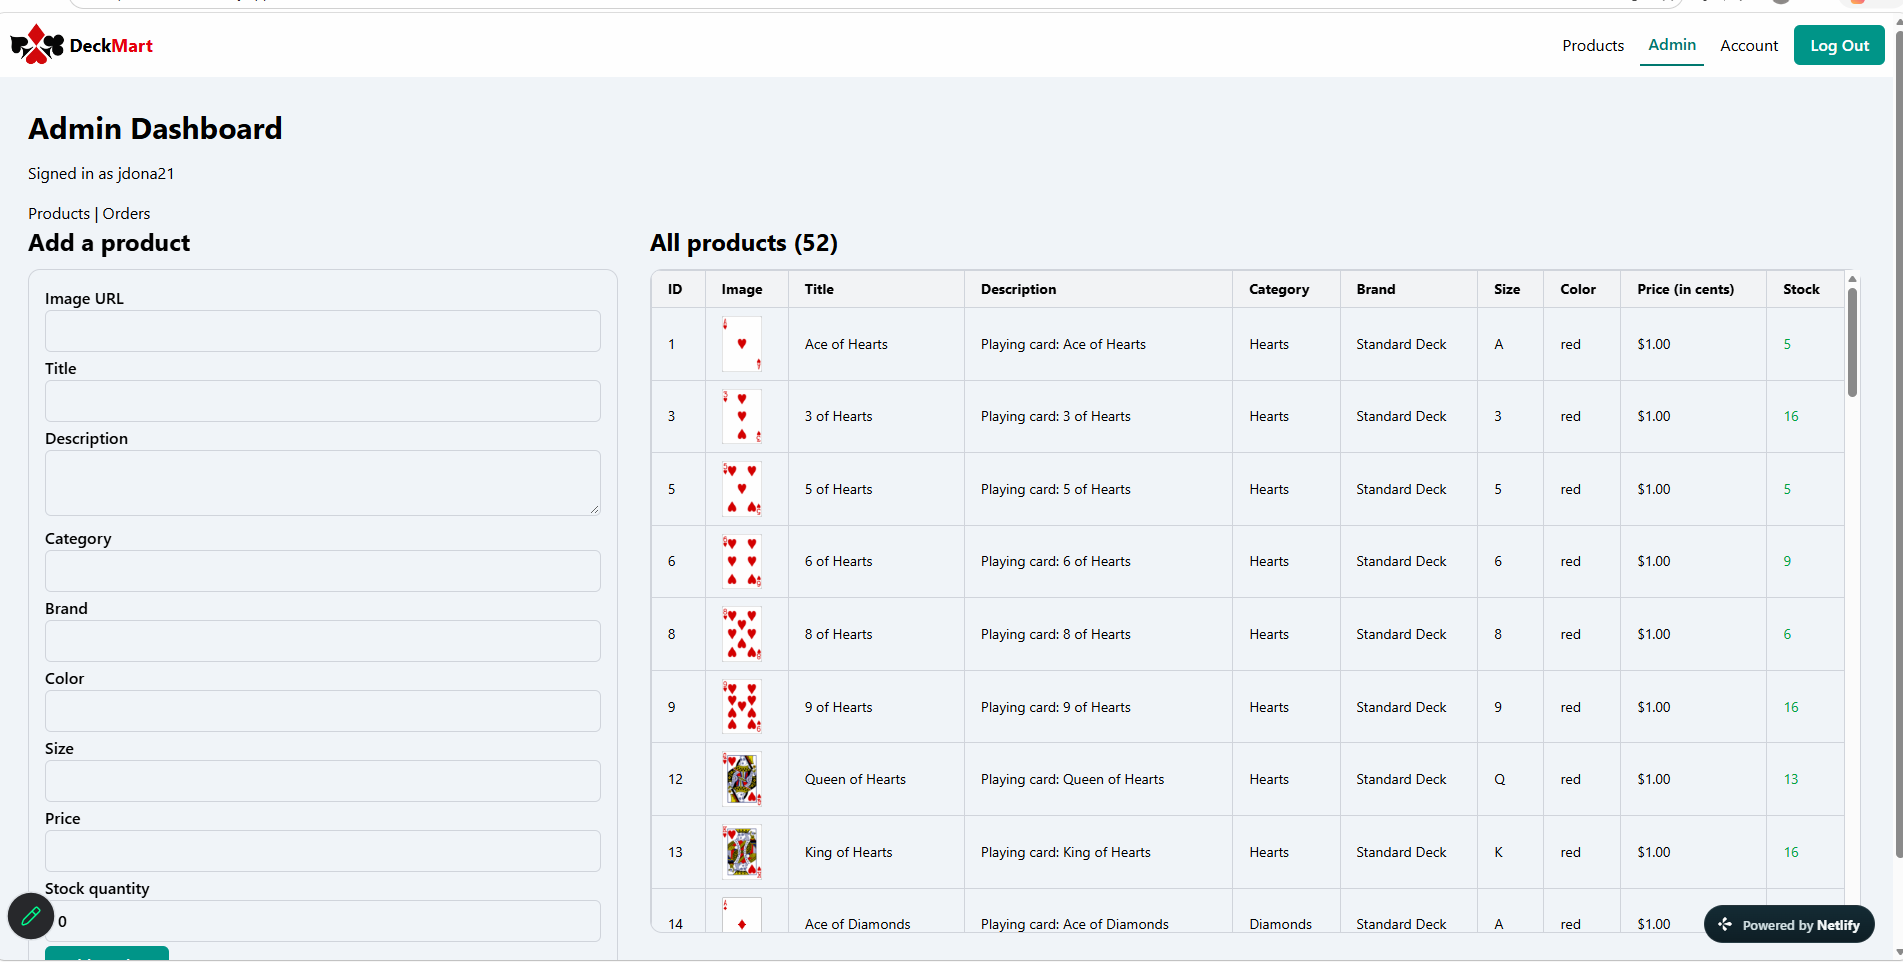 DeckMart
Products
Admin
Account
Log Out
Admin Dashboard
Signed in as jdona21
Products | Orders
Add a product
Image URL
Title
Description
Category
Brand
Color
Size
Price
Stock quantity
0
All products (52)
ID Image Title Description Category Brand Size Color Price (in cents) Stock
1 Ace of Hearts Playing card: Ace of Hearts Hearts Standard Deck A red $1.00 5
3 3 of Hearts Playing card: 3 of Hearts Hearts Standard Deck 3 red $1.00 16
5 5 of Hearts Playing card: 5 of Hearts Hearts Standard Deck 5 red $1.00 5
6 6 of Hearts Playing card: 6 of Hearts Hearts Standard Deck 6 red $1.00 9
8 8 of Hearts Playing card: 8 of Hearts Hearts Standard Deck 8 red $1.00 6
9 9 of Hearts Playing card: 9 of Hearts Hearts Standard Deck 9 red $1.00 16
12 Queen of Hearts Playing card: Queen of Hearts Hearts Standard Deck Q red $1.00 13
13 King of Hearts Playing card: King of Hearts Hearts Standard Deck K red $1.00 16
14 Ace of Diamonds Playing card: Ace of Diamonds Diamonds Standard Deck A red $1.00
Powered by Netlify